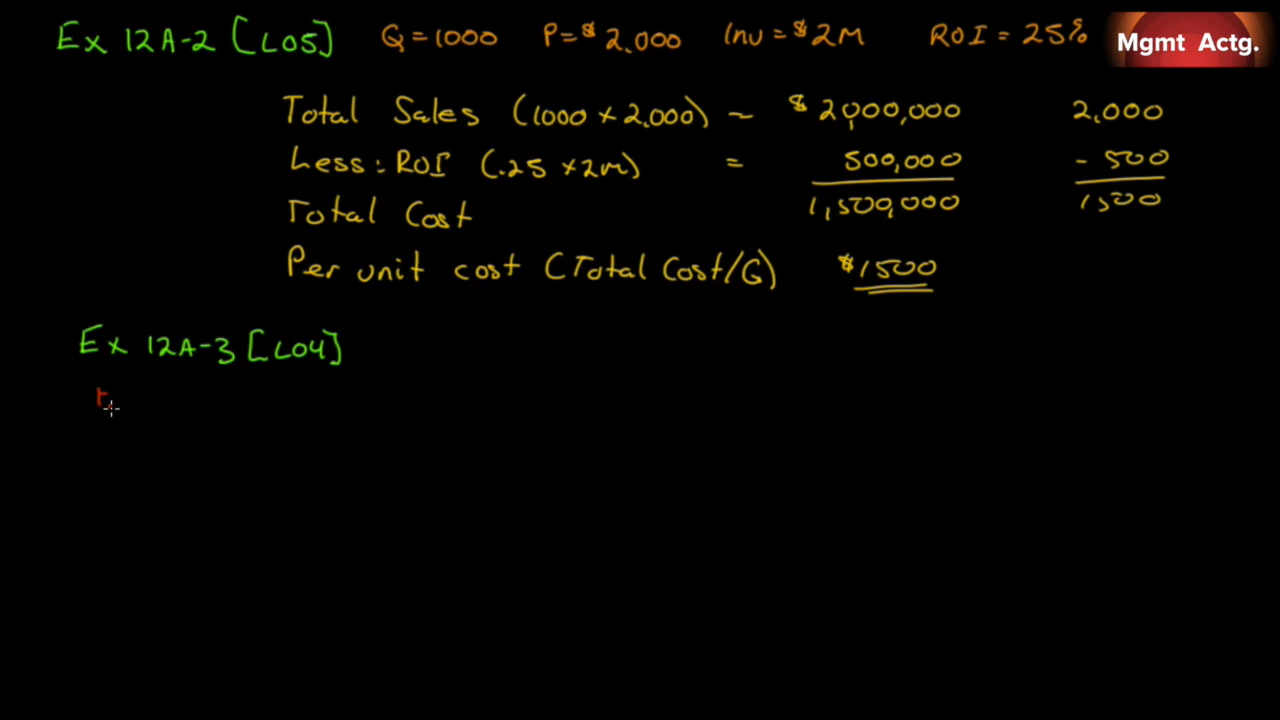 Ex 12A-2 [LO5] Q=1000 P=$2,000 Inv=$2M ROI=25% Mgmt Actg.
Total Sales (1000 x 2,000) = $2,000,000 2,000
Less: ROI (.25 x 2M) = 500,000 - 500
Total Cost 1,500,000 1,500
Per unit cost (Total Cost/Q) $1500
Ex 12A-3 [LO4]